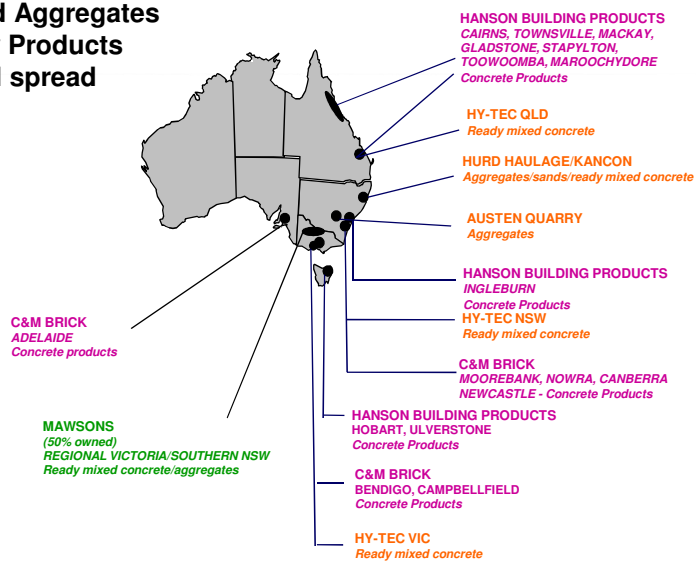 d Aggregates
Products
spread
HANSON BUILDING PRODUCTS
CAIRNS, TOWNSVILLE, MACKAY,
GLADSTONE, STAPYLTON,
TOOWOOMBA, MAROOCHYDORE
Concrete Products
HY-TEC QLD
Ready mixed concrete
HURD HAULAGE/KANCON
Aggregates/sands/ready mixed concrete
AUSTEN QUARRY
Aggregates
HANSON BUILDING PRODUCTS
INGLEBURN
Concrete Products
HY-TEC NSW
Ready mixed concrete
C&M BRICK
MOOREBANK, NOWRA, CANBERRA
NEWCASTLE - Concrete Products
C&M BRICK
ADELAIDE
Concrete products
MAWSONS
(50% owned)
REGIONAL VICTORIA/SOUTHERN NSW
Ready mixed concrete/aggregates
HANSON BUILDING PRODUCTS
HOBART, ULVERSTONE
Concrete Products
C&M BRICK
BENDIGO, CAMPBELLFIELD
Concrete Products
HY-TEC VIC
Ready mixed concrete